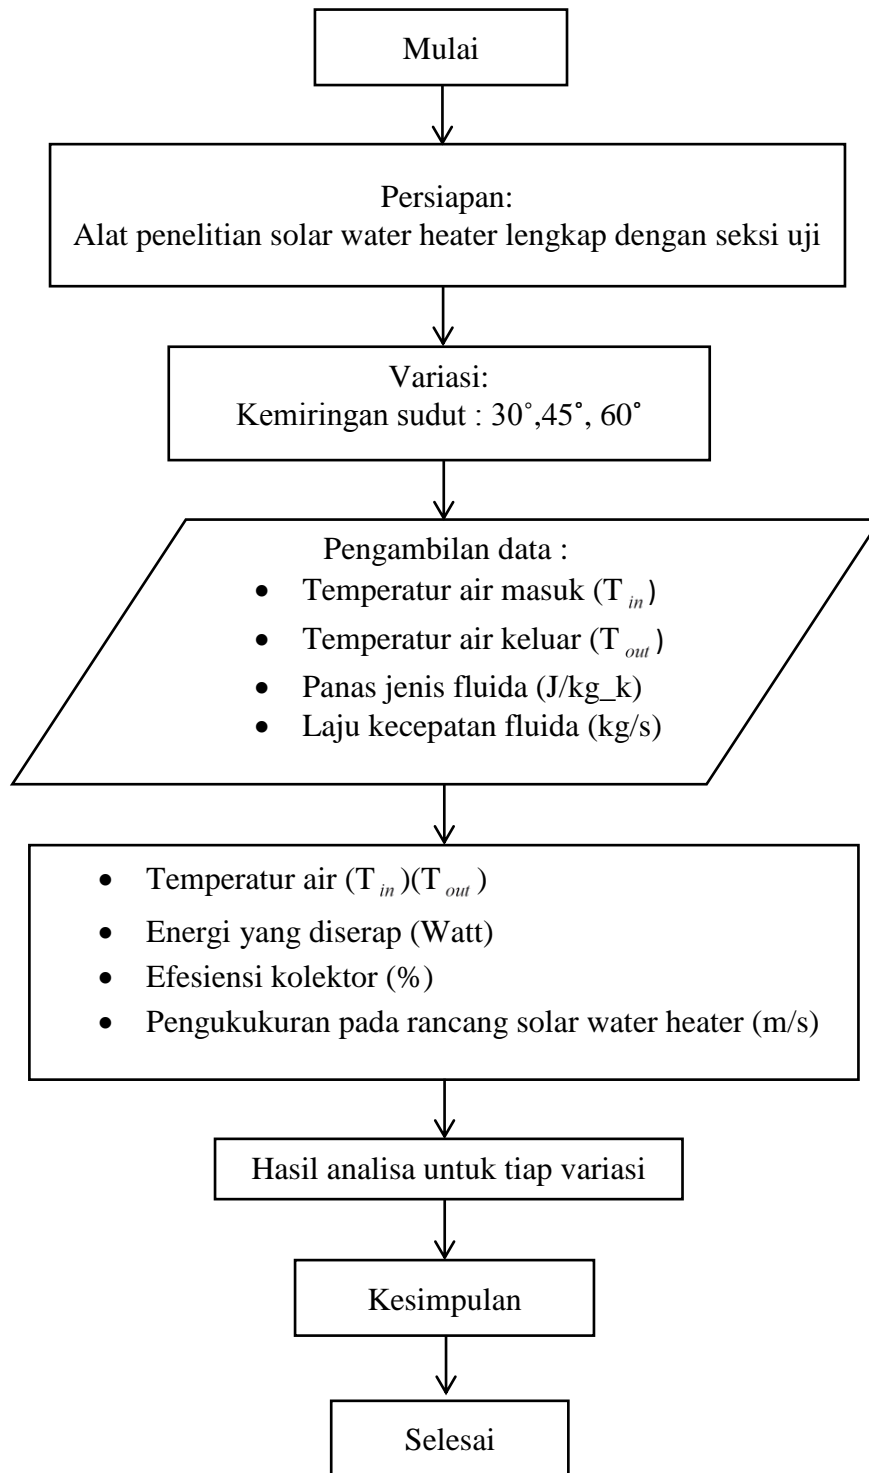 Mulai
Persiapan:
Alat penelitian solar water heater lengkap dengan seksi uji
Variasi:
Kemiringan sudut : 30˚,45˚, 60˚
Pengambilan data :
• Temperatur air masuk (T in)
• Temperatur air keluar (T out)
• Panas jenis fluida (J/kg_k)
• Laju kecepatan fluida (kg/s)
• Temperatur air (T in)(T out)
• Energi yang diserap (Watt)
• Efesiensi kolektor (%)
• Pengukukuran pada rancang solar water heater (m/s)
Hasil analisa untuk tiap variasi
Kesimpulan
Selesai